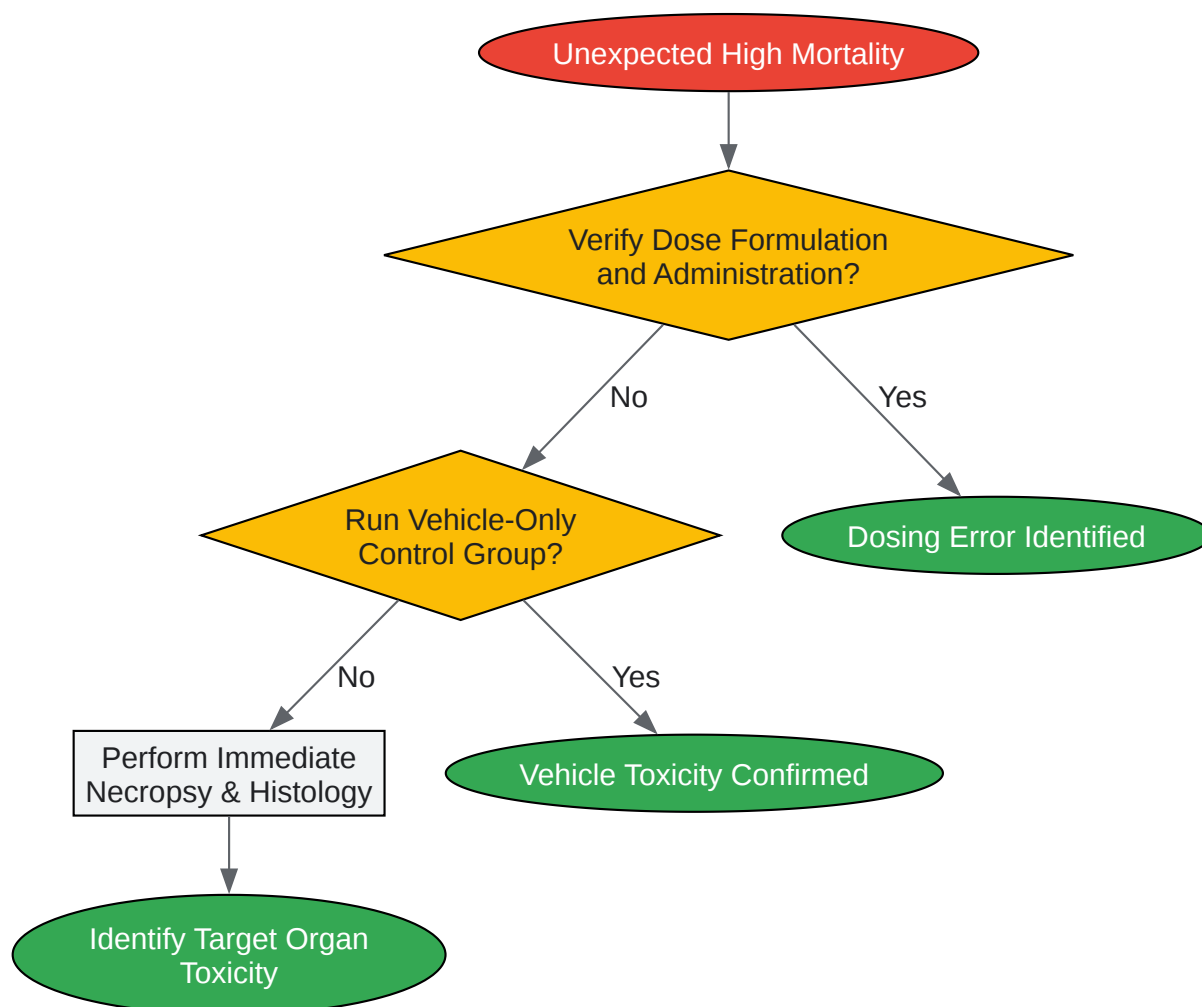 Unexpected High Mortality
Verify Dose Formulation
and Administration?
No
Yes
Run Vehicle-Only
Control Group?
Dosing Error Identified
No
Yes
Perform Immediate
Necropsy & Histology
Vehicle Toxicity Confirmed
Identify Target Organ
Toxicity